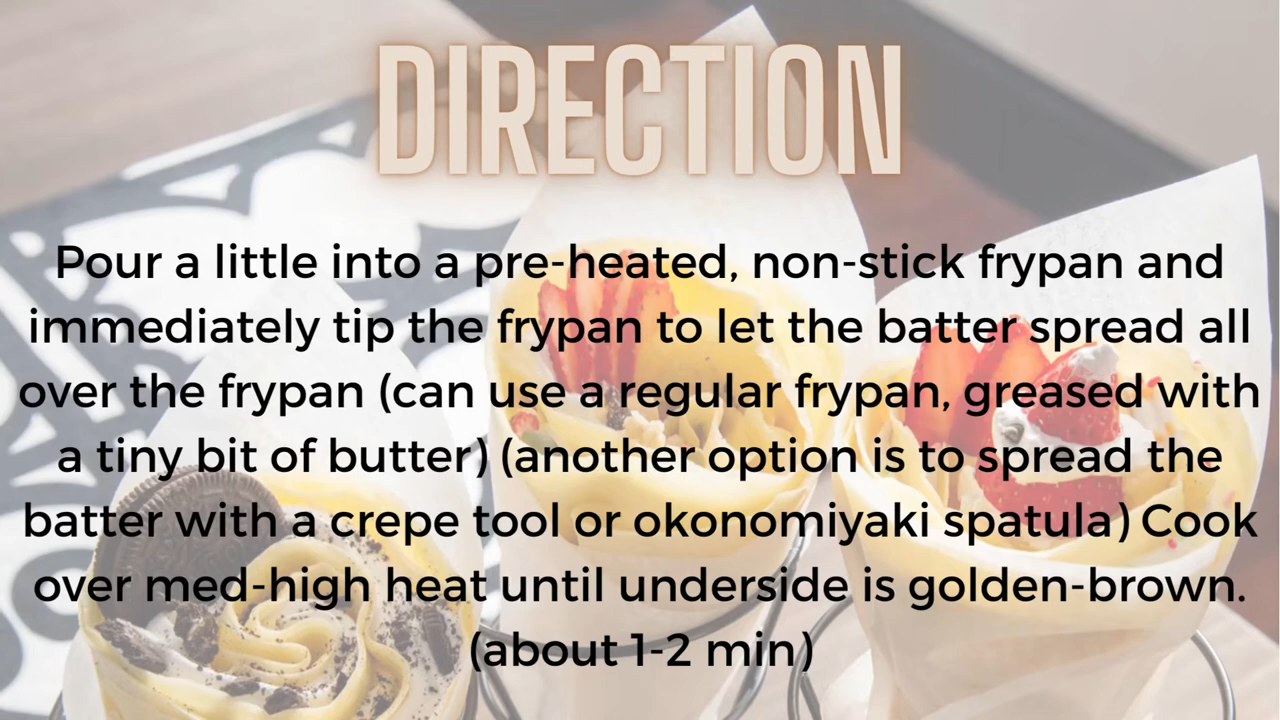 DIRECTION
Pour a little into a pre-heated, non-stick frypan and
immediately tip the frypan to let the batter spread all
over the frypan (can use a regular frypan, greased with
a tiny bit of butter) (another option is to spread the
batter with a crepe tool or okonomiyaki spatula) Cook
over med-high heat until underside is golden-brown.
(about 1-2 min)